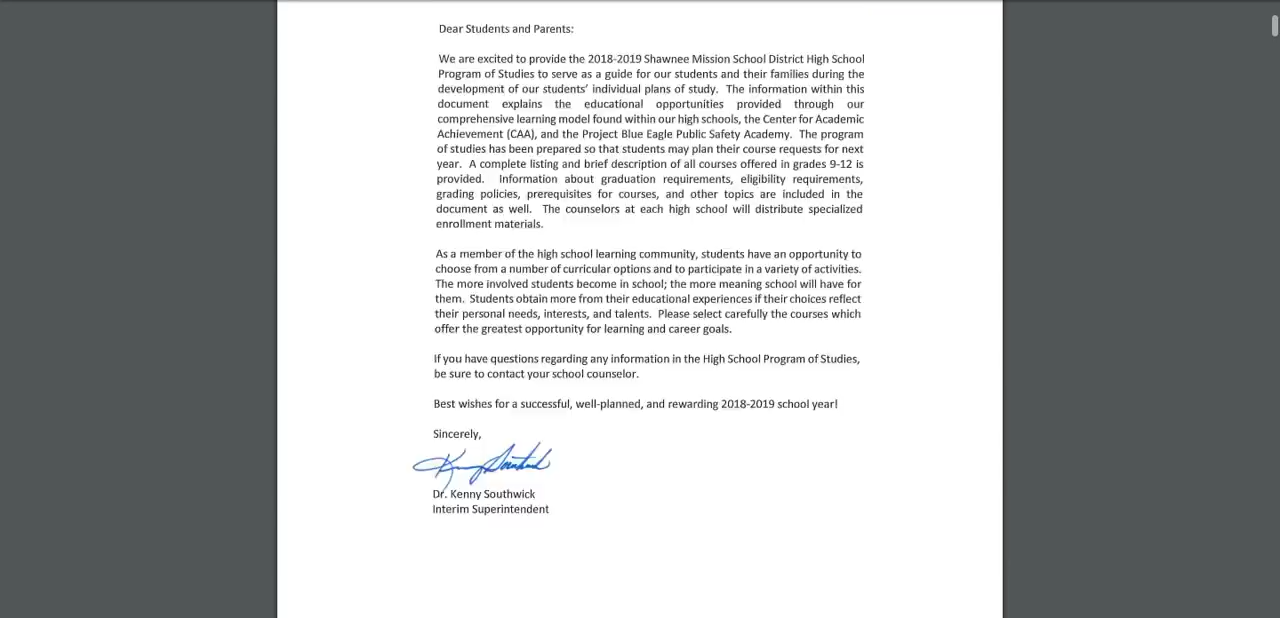 Dear Students and Parents:
We are excited to provide the 2018-2019 Shawnee Mission School District High School
Program of Studies to serve as a guide for our students and their families during the
development of our students’ individual plans of study. The information within this
document explains the educational opportunities provided through our
comprehensive learning model found within our high schools, the Center for Academic
Achievement (CAA), and the Project Blue Eagle Public Safety Academy. The program
of studies has been prepared so that students may plan their course requests for next
year. A complete listing and brief description of all courses offered in grades 9-12 is
provided. Information about graduation requirements, eligibility requirements,
grading policies, prerequisites for courses, and other topics are included in the
document as well. The counselors at each high school will distribute specialized
enrollment materials.
As a member of the high school learning community, students have an opportunity to
choose from a number of curricular options and to participate in a variety of activities.
The more involved students become in school; the more meaning school will have for
them. Students obtain more from their educational experiences if their choices reflect
their personal needs, interests, and talents. Please select carefully the courses which
offer the greatest opportunity for learning and career goals.
If you have questions regarding any information in the High School Program of Studies,
be sure to contact your school counselor.
Best wishes for a successful, well-planned, and rewarding 2018-2019 school year!
Sincerely,
Kenny Southwick
Dr. Kenny Southwick
Interim Superintendent